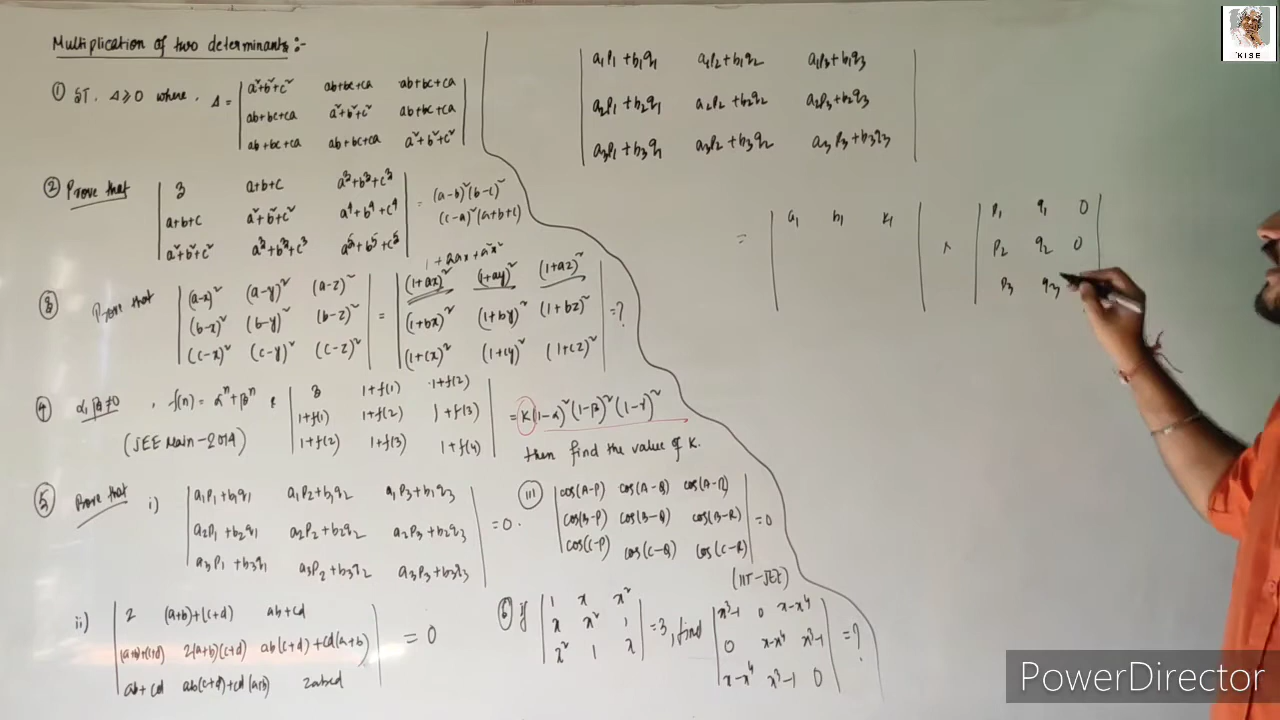 Multiplication of two determinants :-
① ST. Δ≥0 where, Δ = | a²+b²+c² ab+bc+ca ab+bc+ca |
| ab+bc+ca a²+b²+c² ab+bc+ca |
| ab+bc+ca ab+bc+ca a²+b²+c² |
② Prove that | 3 a+b+c a³+b³+c³ |
| a+b+c a²+b²+c² a⁴+b⁴+c⁴ | = (a-b)²(b-c)²
| a²+b²+c² a³+b³+c³ a⁵+b⁵+c⁵ | (c-a)²(a+b+c)
1+2ax+a²x²
③ Prove that | (a-x)² (a-y)² (a-z)² | = | (1+ax)² (1+ay)² (1+az)² |
| (b-x)² (b-y)² (b-z)² | | (1+bx)² (1+by)² (1+bz)² | = ?
| (c-x)² (c-y)² (c-z)² | | (1+cx)² (1+cy)² (1+cz)² |
④ α, β≠0, f(n) = αⁿ+βⁿ & | 3 1+f(1) 1+f(2) |
| 1+f(1) 1+f(2) 1+f(3) | = K(1-α)²(1-β)²(1-γ)²
(JEE Main-2014) | 1+f(2) 1+f(3) 1+f(4) |
then find the value of K.
⑤ Prove that i) | a₁p₁+b₁q₁ a₁p₂+b₁q₂ a₁p₃+b₁q₃ |
| a₂p₁+b₂q₁ a₂p₂+b₂q₂ a₂p₃+b₂q₃ | = 0.
| a₃p₁+b₃q₁ a₃p₂+b₃q₂ a₃p₃+b₃q₃ |
ii) | 2 (a+b)+(c+d) ab+cd |
| (a+b)+(c+d) 2(a+b)(c+d) ab(c+d)+cd(a+b) | = 0
| ab+cd ab(c+d)+cd(a+b) 2abcd |
iii) | cos(A-P) cos(A-Q) cos(A-R) |
| cos(B-P) cos(B-Q) cos(B-R) | = 0
| cos(C-P) cos(C-Q) cos(C-R) |
(IIT-JEE)
⑥ If | 1 x x² |
| x x² 1 | = 3, find
| x² 1 x |
| x³-1 0 x-x⁴ |
| 0 x-x⁴ x³-1 | = ?
| x-x⁴ x³-1 0 |
| a₁p₁+b₁q₁ a₁p₂+b₁q₂ a₁p₃+b₁q₃ |
| a₂p₁+b₂q₁ a₂p₂+b₂q₂ a₂p₃+b₂q₃ |
| a₃p₁+b₃q₁ a₃p₂+b₃q₂ a₃p₃+b₃q₃ |
= | a₁ b₁ | × | p₁ q₁ 0 |
| p₂ q₂ 0 |
| p₃ q₃
'KISE'
PowerDirector